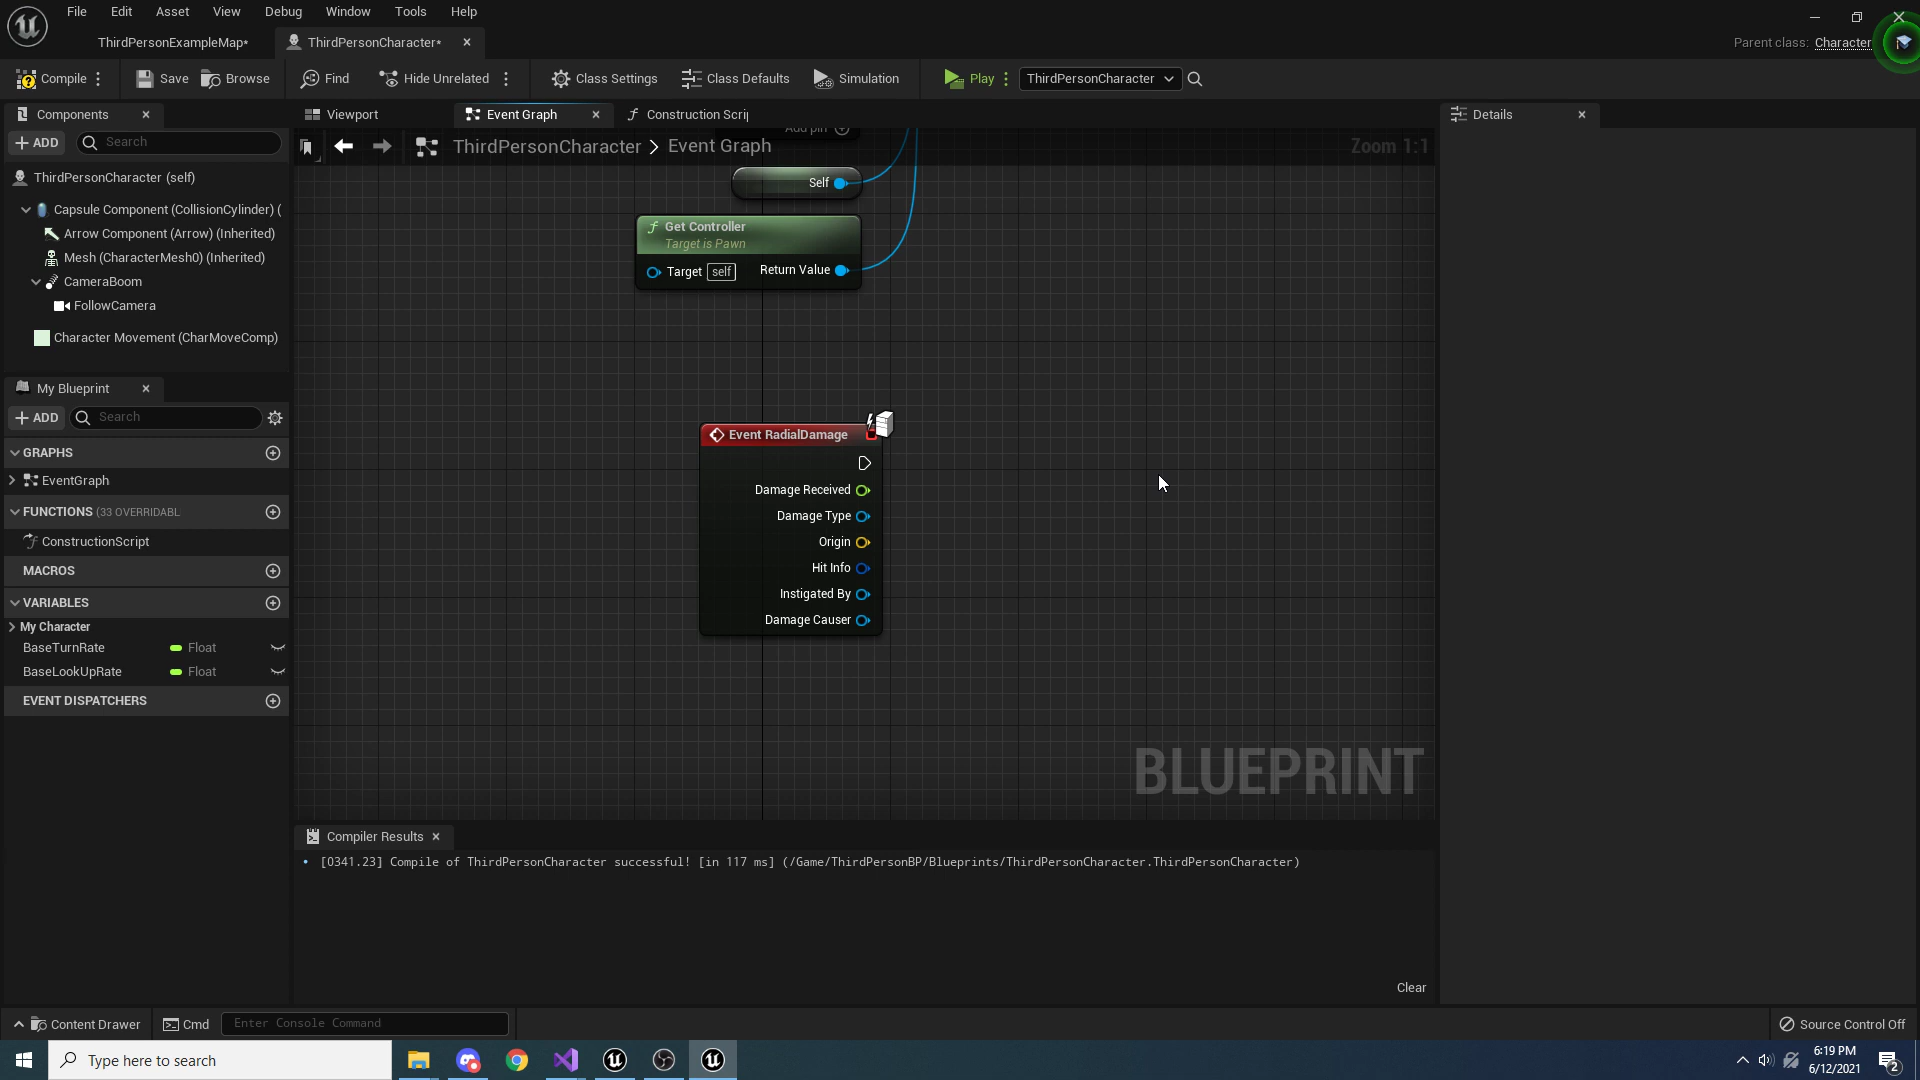 File Edit Asset View Debug Window Tools Help
ThirdPersonExampleMap*
ThirdPersonCharacter*
Parent class: Character
Compile
Save
Browse
Find
Hide Unrelated
Class Settings
Class Defaults
Simulation
Play
ThirdPersonCharacter
Components
Viewport
Event Graph
Construction Scrip
Details
ADD
Search
ThirdPersonCharacter > Event Graph
Zoom 1:1
Add pin
ThirdPersonCharacter (self)
Capsule Component (CollisionCylinder) (
Arrow Component (Arrow) (Inherited)
Mesh (CharacterMesh0) (Inherited)
CameraBoom
FollowCamera
Character Movement (CharMoveComp)
Self
Get Controller
Target is Pawn
Target self
Return Value
My Blueprint
ADD
Search
GRAPHS
EventGraph
FUNCTIONS (33 OVERRIDABL
ConstructionScript
MACROS
VARIABLES
My Character
BaseTurnRate Float
BaseLookUpRate Float
EVENT DISPATCHERS
Event RadialDamage
Damage Received
Damage Type
Origin
Hit Info
Instigated By
Damage Causer
BLUEPRINT
Compiler Results
• [0341.23] Compile of ThirdPersonCharacter successful! [in 117 ms] (/Game/ThirdPersonBP/Blueprints/ThirdPersonCharacter.ThirdPersonCharacter)
Clear
Content Drawer
Cmd
Enter Console Command
Source Control Off
Type here to search
6:19 PM
6/12/2021
2